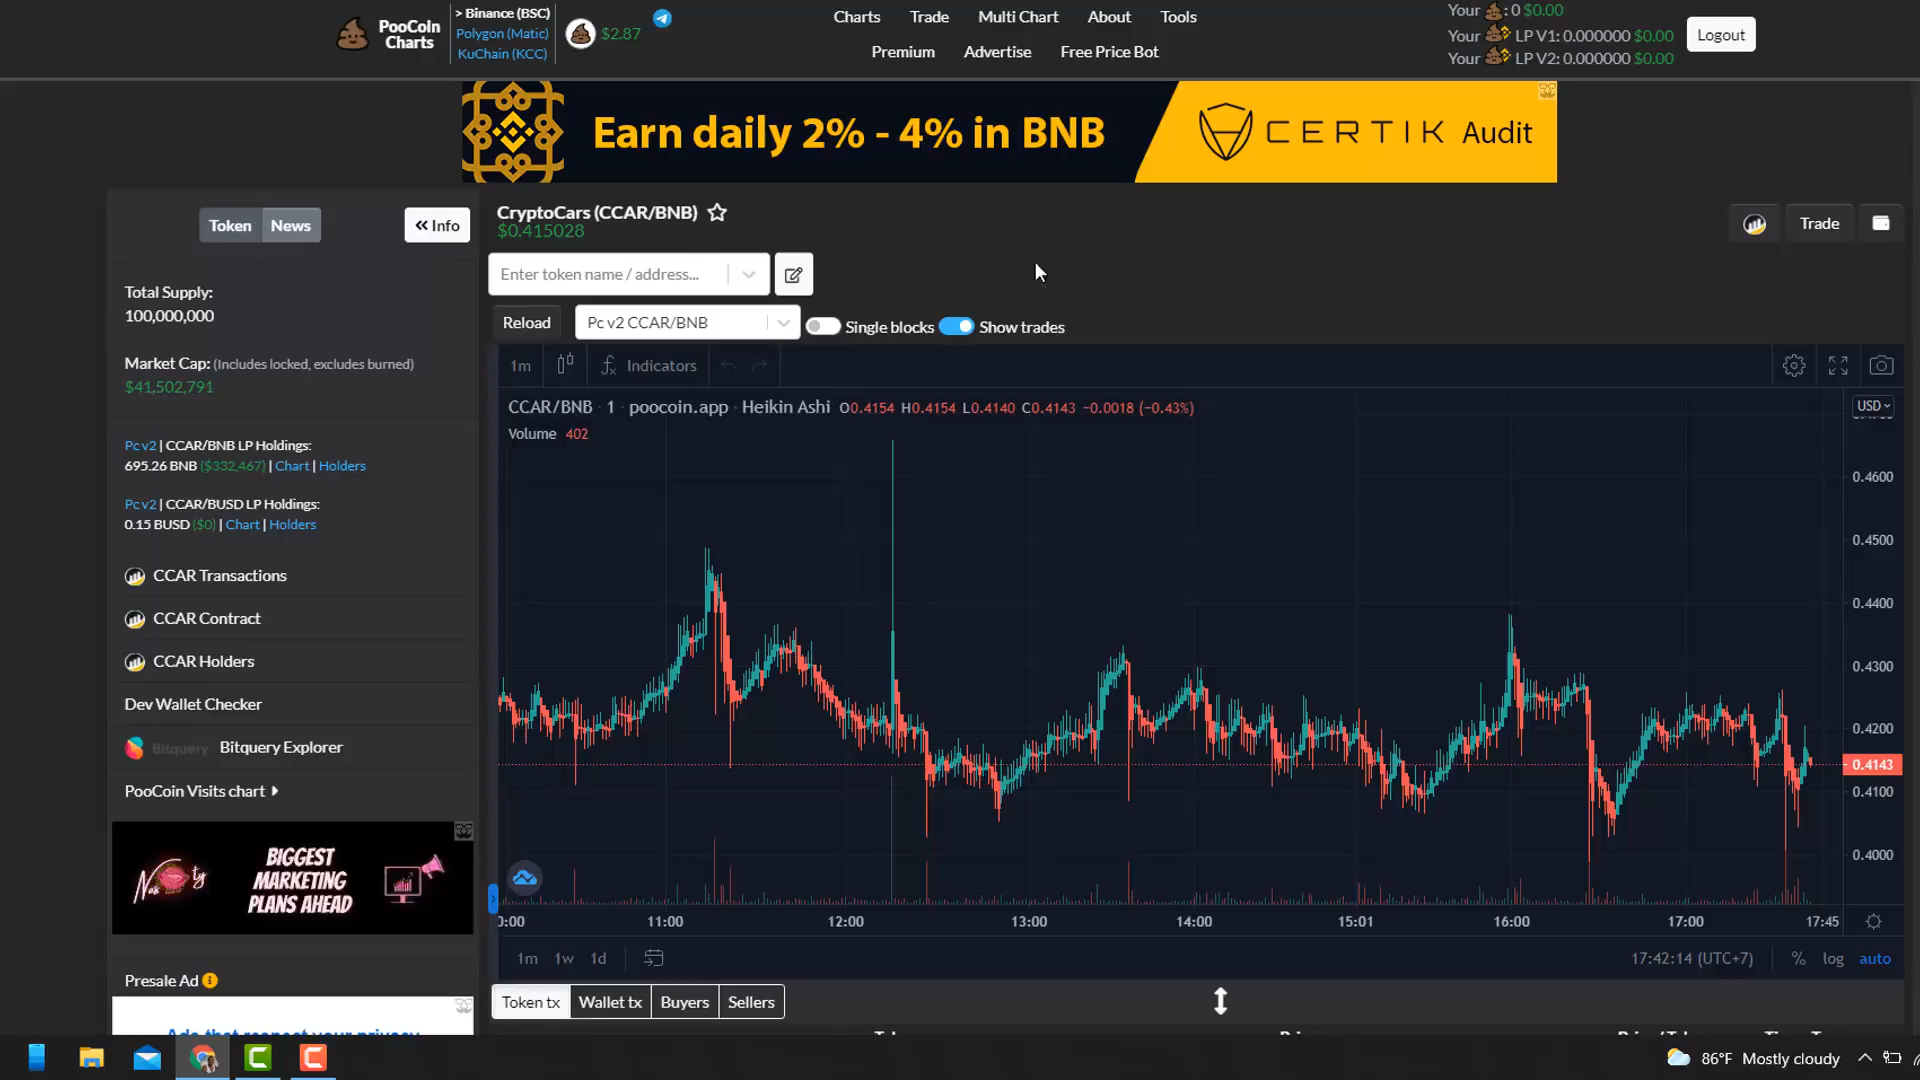 PooCoin
Charts
> Binance (BSC)
Polygon (Matic)
KuChain (KCC)
$2.87
Charts
Trade
Multi Chart
About
Tools
Premium
Advertise
Free Price Bot
Your : 0 $0.00
Your LP V1: 0.000000 $0.00
Your LP V2: 0.000000 $0.00
Logout
Earn daily 2% - 4% in BNB
CERTIK Audit
Token
News
Info
Total Supply:
100,000,000
Market Cap: (Includes locked, excludes burned)
$41,502,791
Pc v2 | CCAR/BNB LP Holdings:
695.26 BNB ($332,467) | Chart | Holders
Pc v2 | CCAR/BUSD LP Holdings:
0.15 BUSD ($0) | Chart | Holders
CCAR Transactions
CCAR Contract
CCAR Holders
Dev Wallet Checker
Bitquery Bitquery Explorer
PooCoin Visits chart
BIGGEST
MARKETING
PLANS AHEAD
Presale Ad
CryptoCars (CCAR/BNB)
$0.415028
Trade
Enter token name / address...
Reload
Pc v2 CCAR/BNB
Single blocks
Show trades
1m
Indicators
CCAR/BNB · 1 · poocoin.app · Heikin Ashi O0.4154 H0.4154 L0.4140 C0.4143 −0.0018 (−0.43%)
Volume 402
USD
0.4600
0.4500
0.4400
0.4300
0.4200
0.4143
0.4100
0.4000
0:00
11:00
12:00
13:00
14:00
15:01
16:00
17:00
17:45
1m
1w
1d
17:42:14 (UTC+7)
%
log
auto
Token tx
Wallet tx
Buyers
Sellers
86°F Mostly cloudy